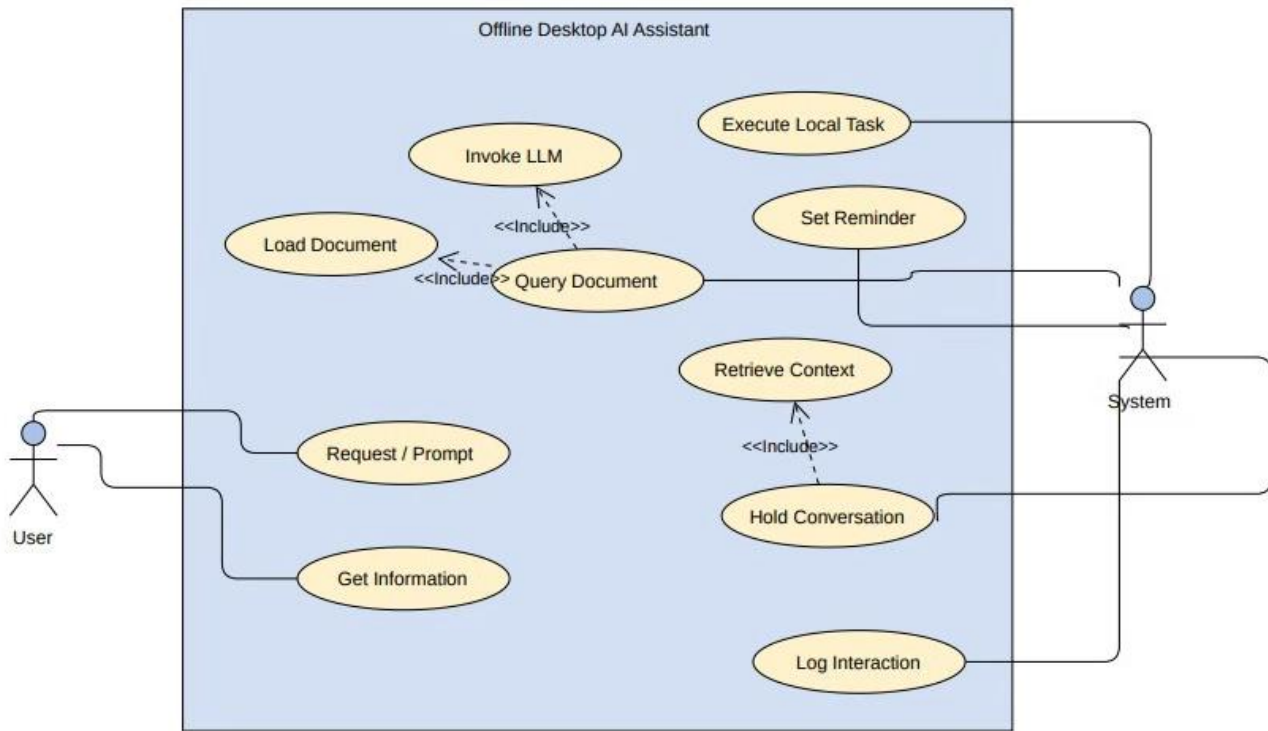 Offline Desktop AI Assistant
Execute Local Task
Invoke LLM
Set Reminder
<<Include>>
Load Document
<<Include>>
Query Document
Retrieve Context
System
<<Include>>
Request / Prompt
Hold Conversation
User
Get Information
Log Interaction